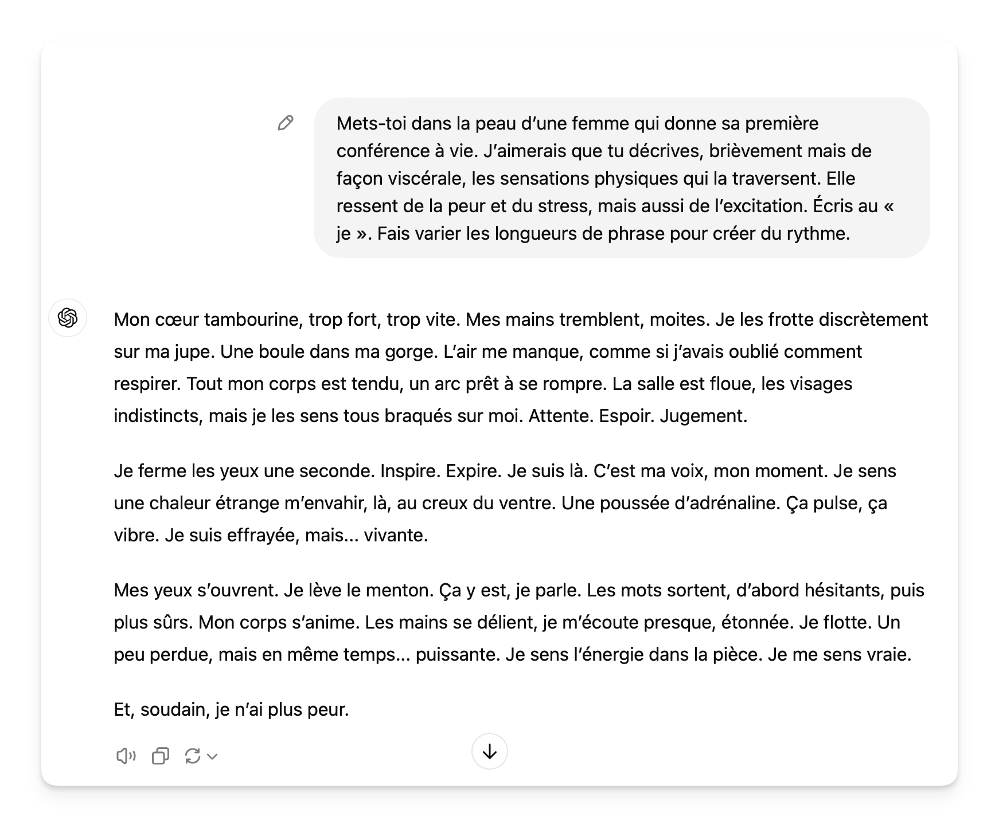 Mets-toi dans la peau d’une femme qui donne sa première
conférence à vie. J’aimerais que tu décrives, brièvement mais de
façon viscérale, les sensations physiques qui la traversent. Elle
ressent de la peur et du stress, mais aussi de l’excitation. Écris au «
je ». Fais varier les longueurs de phrase pour créer du rythme.
Mon cœur tambourine, trop fort, trop vite. Mes mains tremblent, moites. Je les frotte discrètement
sur ma jupe. Une boule dans ma gorge. L’air me manque, comme si j’avais oublié comment
respirer. Tout mon corps est tendu, un arc prêt à se rompre. La salle est floue, les visages
indistincts, mais je les sens tous braqués sur moi. Attente. Espoir. Jugement.
Je ferme les yeux une seconde. Inspire. Expire. Je suis là. C’est ma voix, mon moment. Je sens
une chaleur étrange m’envahir, là, au creux du ventre. Une poussée d’adrénaline. Ça pulse, ça
vibre. Je suis effrayée, mais... vivante.
Mes yeux s’ouvrent. Je lève le menton. Ça y est, je parle. Les mots sortent, d’abord hésitants, puis
plus sûrs. Mon corps s’anime. Les mains se délient, je m’écoute presque, étonnée. Je flotte. Un
peu perdue, mais en même temps... puissante. Je sens l’énergie dans la pièce. Je me sens vraie.
Et, soudain, je n’ai plus peur.